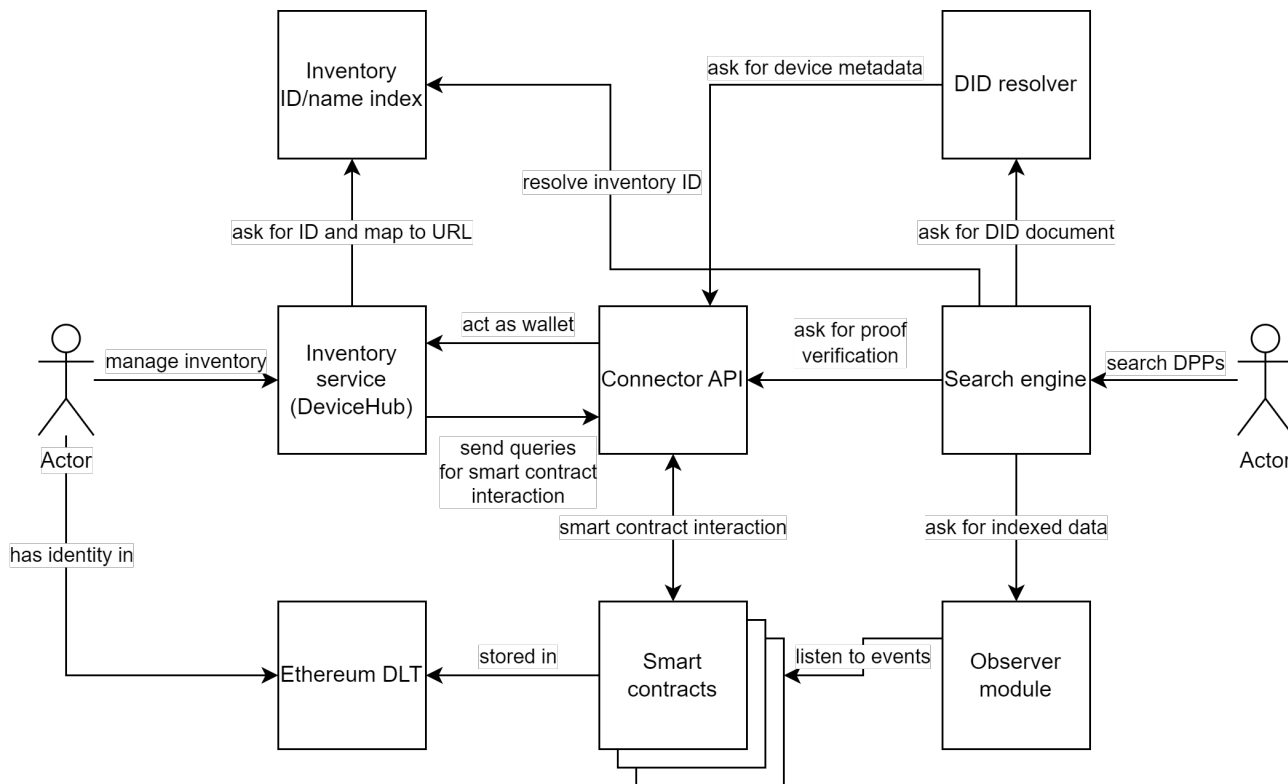 Inventory
ID/name index
ask for device metadata
DID resolver
resolve inventory ID
ask for ID and map to URL
ask for DID document
act as wallet
ask for proof
verification
manage inventory
Inventory
service
(DeviceHub)
Connector API
Search engine
search DPPs
send queries
for smart contract
interaction
Actor
Actor
smart contract interaction
ask for indexed data
has identity in
Ethereum DLT
stored in
Smart
contracts
listen to events
Observer
module